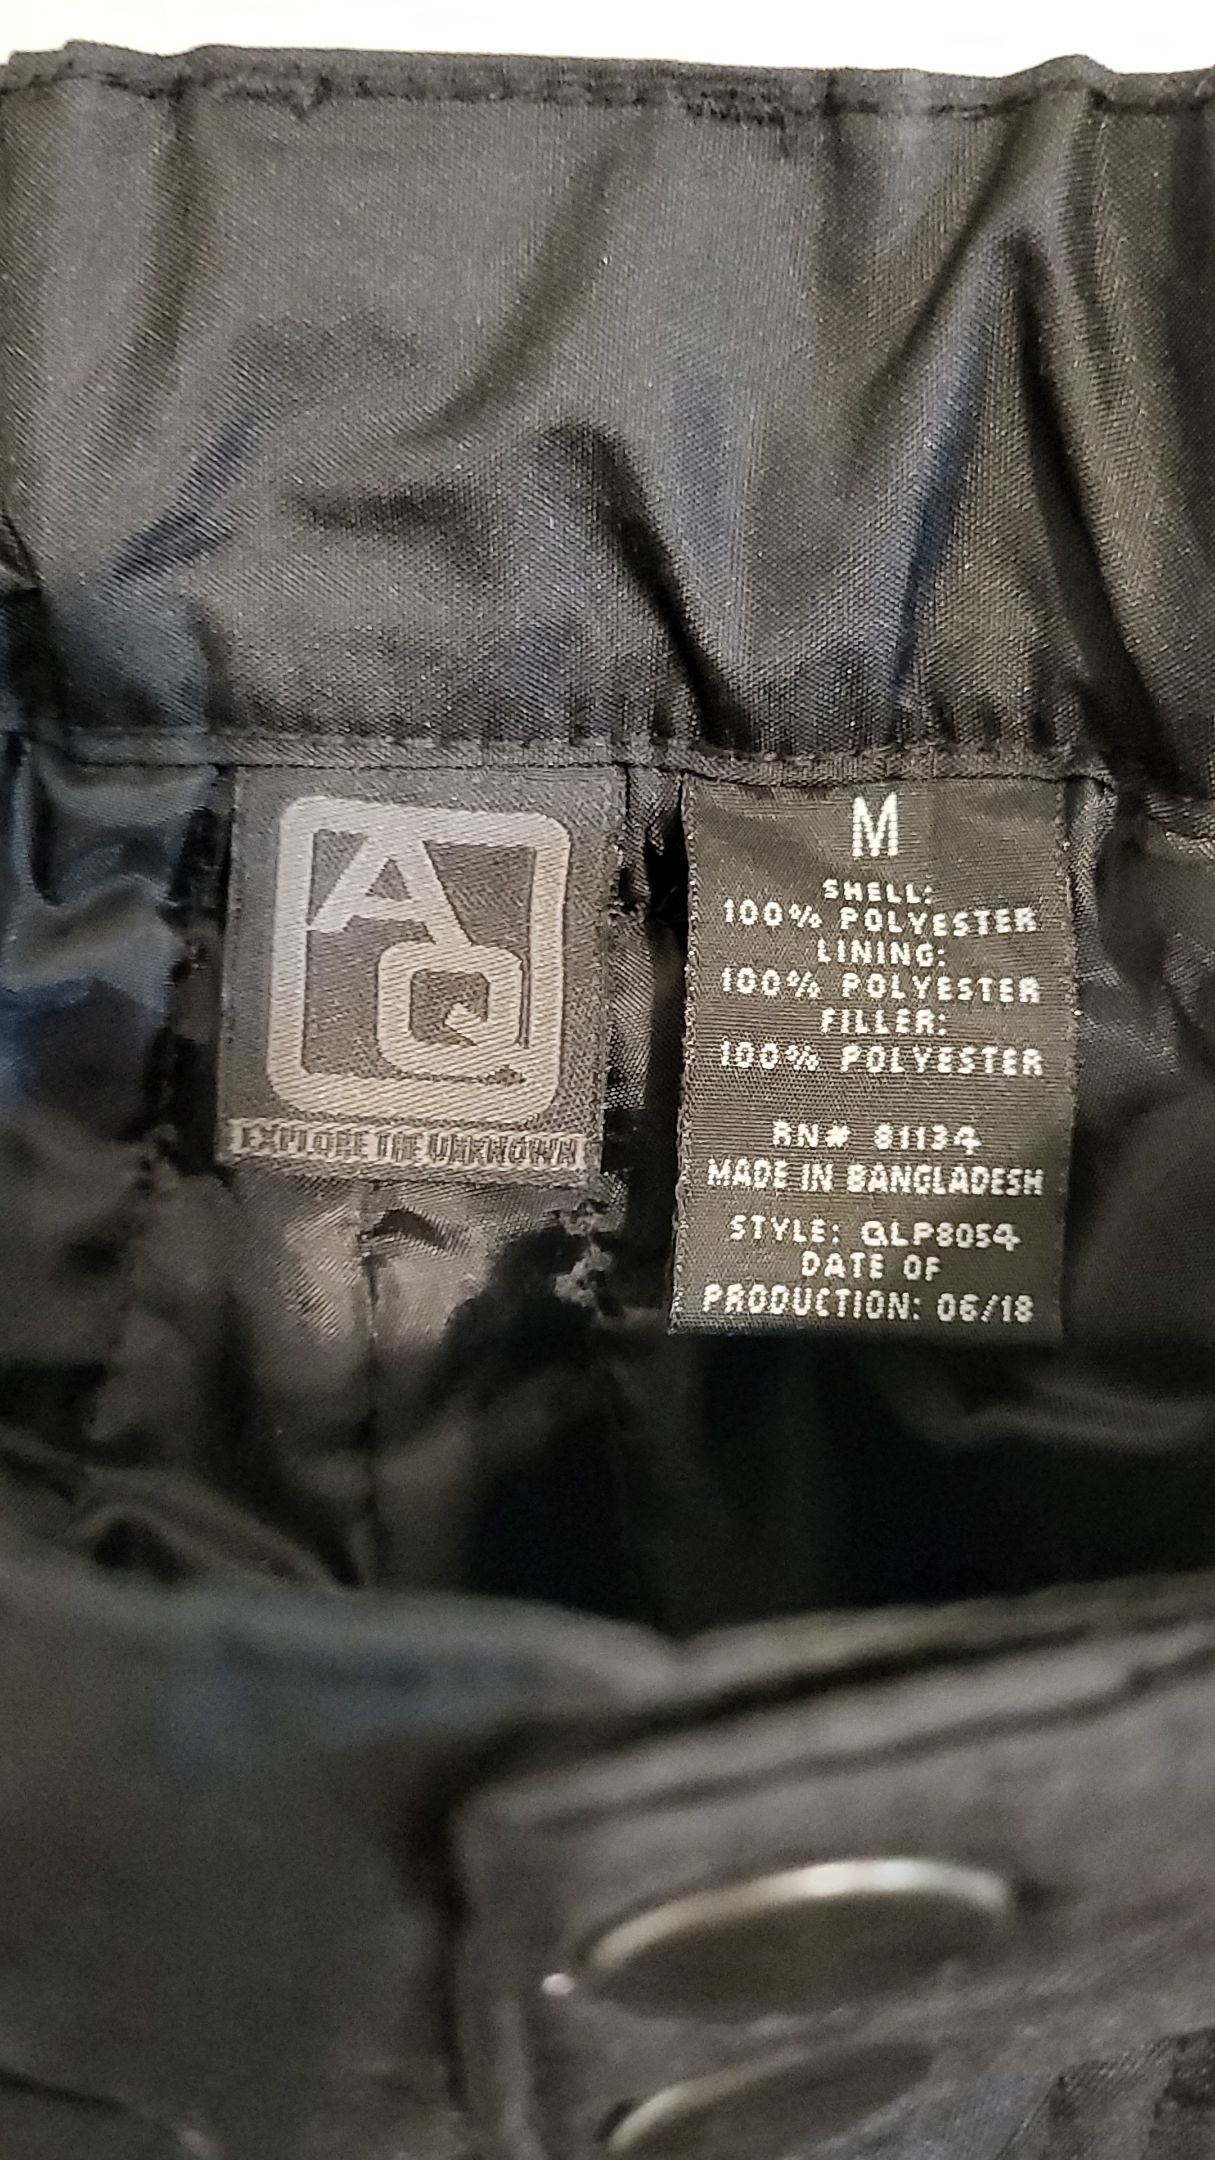 AQ
EXPLORE THE UNKNOWN
M
SHELL:
100% POLYESTER
LINING:
100% POLYESTER
FILLER:
100% POLYESTER
RN# 81134
MADE IN BANGLADESH
STYLE: QLP8054
DATE OF
PRODUCTION: 06/18